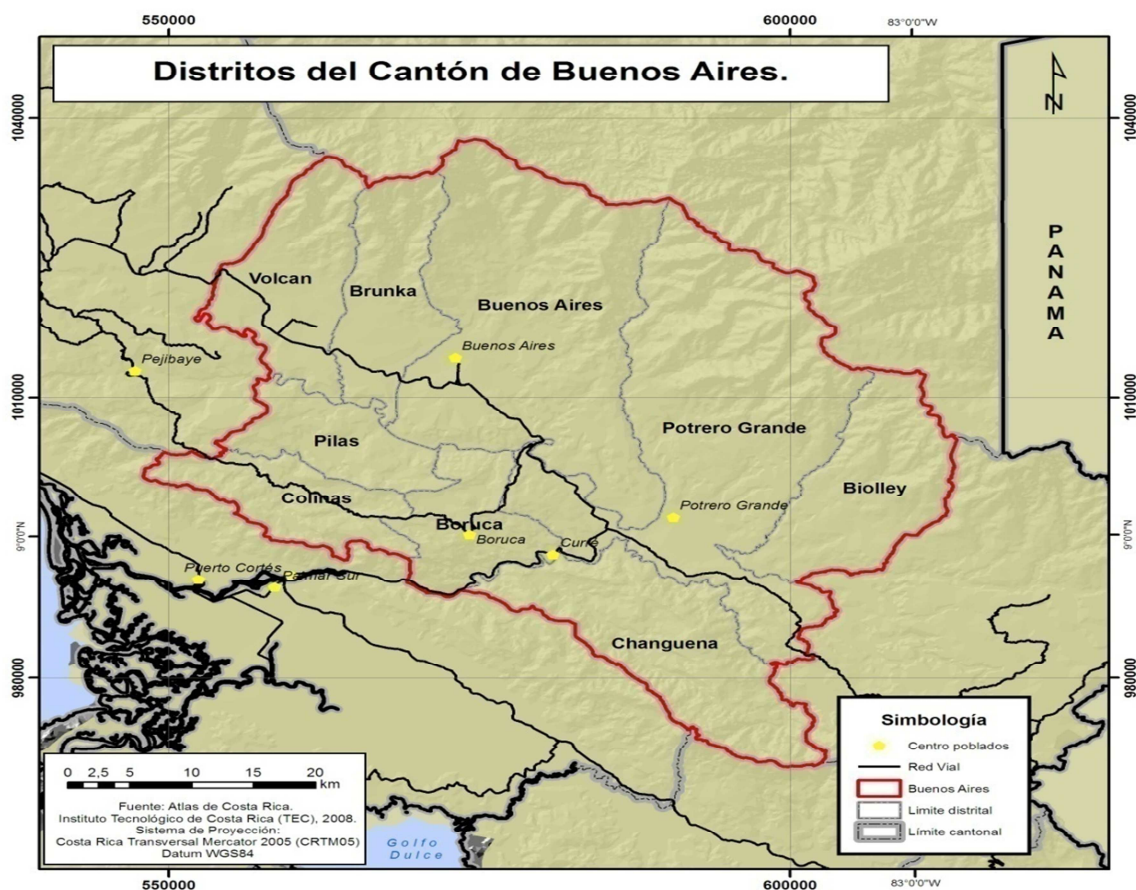 550000
600000
83°0'0"W
Distritos del Cantón de Buenos Aires.
N
1040000
1040000
PANAMA
Volcan
Brunka
Buenos Aires
Buenos Aires
Pejibaye
1010000
1010000
Pilas
Potrero Grande
Biolley
Colinas
Potrero Grande
Boruca
Boruca
Curré
9°0'0"N
9°0'0"N
Puerto Cortés
Palmar Sur
Changuena
980000
980000
Simbología
Centro poblados
Red Vial
Buenos Aires
Limite distrital
Límite cantonal
0 2,5 5 10 15 20
km
Fuente: Atlas de Costa Rica.
Instituto Tecnológico de Costa Rica (TEC), 2008.
Sistema de Proyección:
Costa Rica Transversal Mercator 2005 (CRTM05)
Datum WGS84
Golfo
Dulce
550000
600000
83°0'0"W